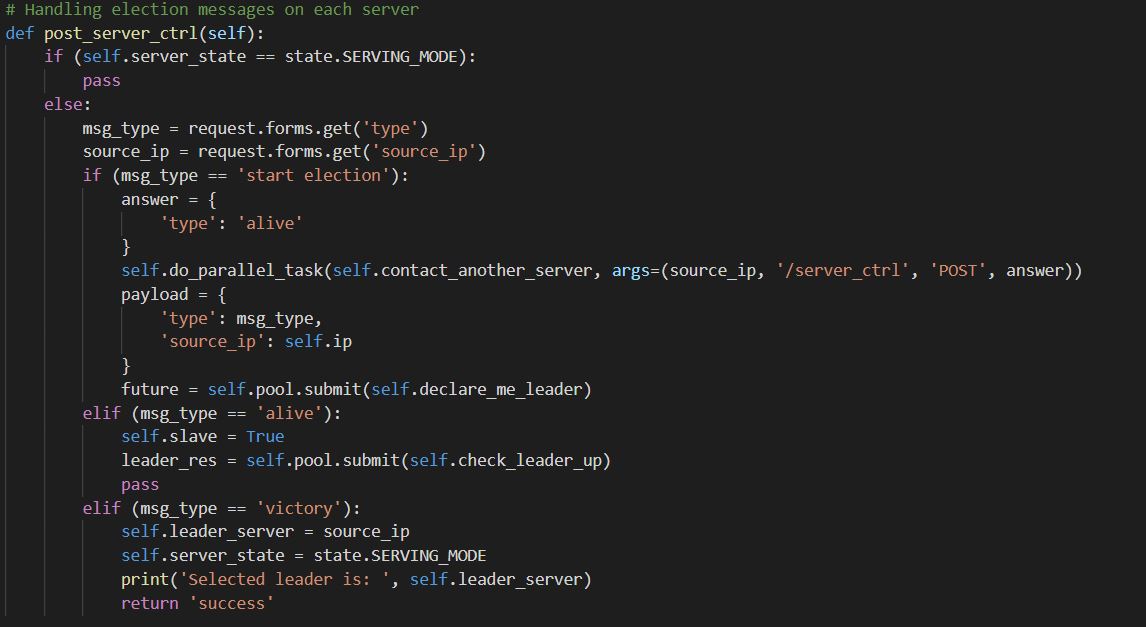 # Handling election messages on each server
def post_server_ctrl(self):
    if (self.server_state == state.SERVING_MODE):
        pass
    else:
        msg_type = request.forms.get('type')
        source_ip = request.forms.get('source_ip')
        if (msg_type == 'start election'):
            answer = {
                'type': 'alive'
            }
            self.do_parallel_task(self.contact_another_server, args=(source_ip, '/server_ctrl', 'POST', answer))
            payload = {
                'type': msg_type,
                'source_ip': self.ip
            }
            future = self.pool.submit(self.declare_me_leader)
        elif (msg_type == 'alive'):
            self.slave = True
            leader_res = self.pool.submit(self.check_leader_up)
            pass
        elif (msg_type == 'victory'):
            self.leader_server = source_ip
            self.server_state = state.SERVING_MODE
            print('Selected leader is: ', self.leader_server)
            return 'success'